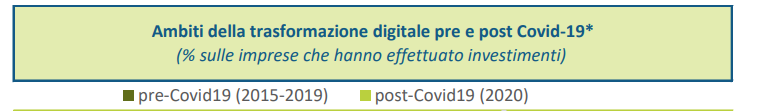 Ambiti della trasformazione digitale pre e post Covid-19*
(% sulle imprese che hanno effettuato investimenti)
pre-Covid19 (2015-2019) post-Covid19 (2020)